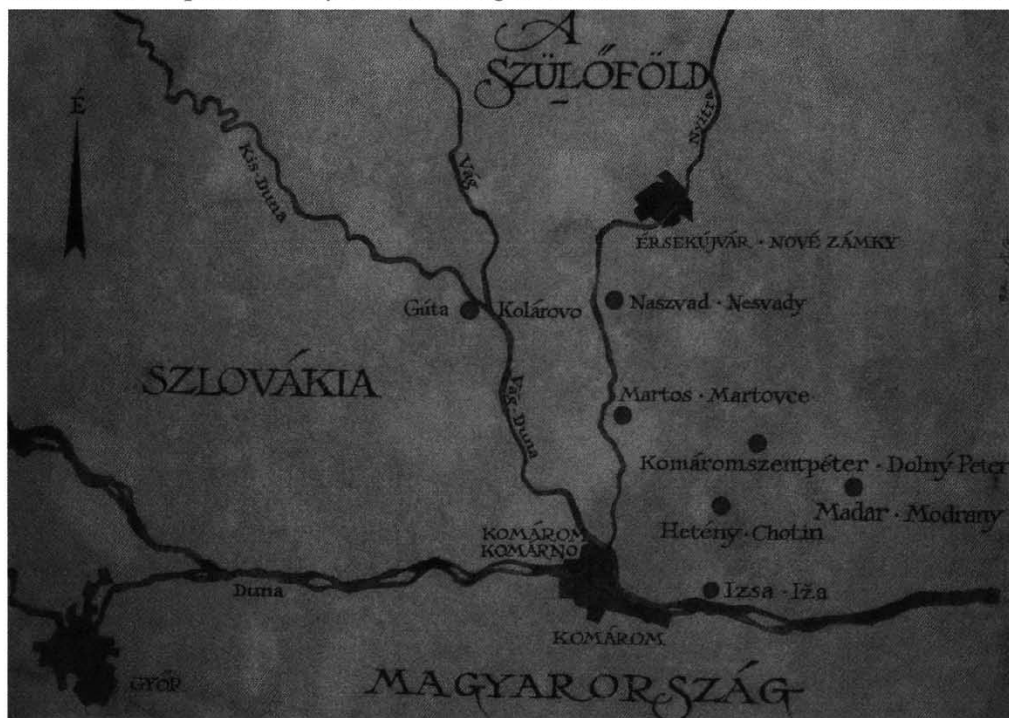 A
SZÜLŐFÖLD
É
Kis-Duna
Vág
Nyitra
ÉRSEKÚJVÁR · NOVÉ ZÁMKY
Gúta Kolárovo
Naszvad · Nesvady
SZLOVÁKIA
Vág-Duna
Martos · Martovce
Komáromszentpéter · Dolný Peter
Madar · Modrany
Hetény · Chotin
KOMÁROM
KOMÁRNO
Duna
Izsa · Iža
KOMÁROM
GYŐR
MAGYARORSZÁG